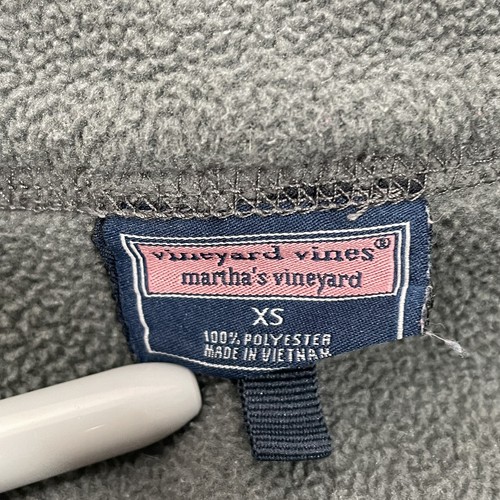 vineyard vines®
martha's vineyard
XS
100% POLYESTER
MADE IN VIETNAM